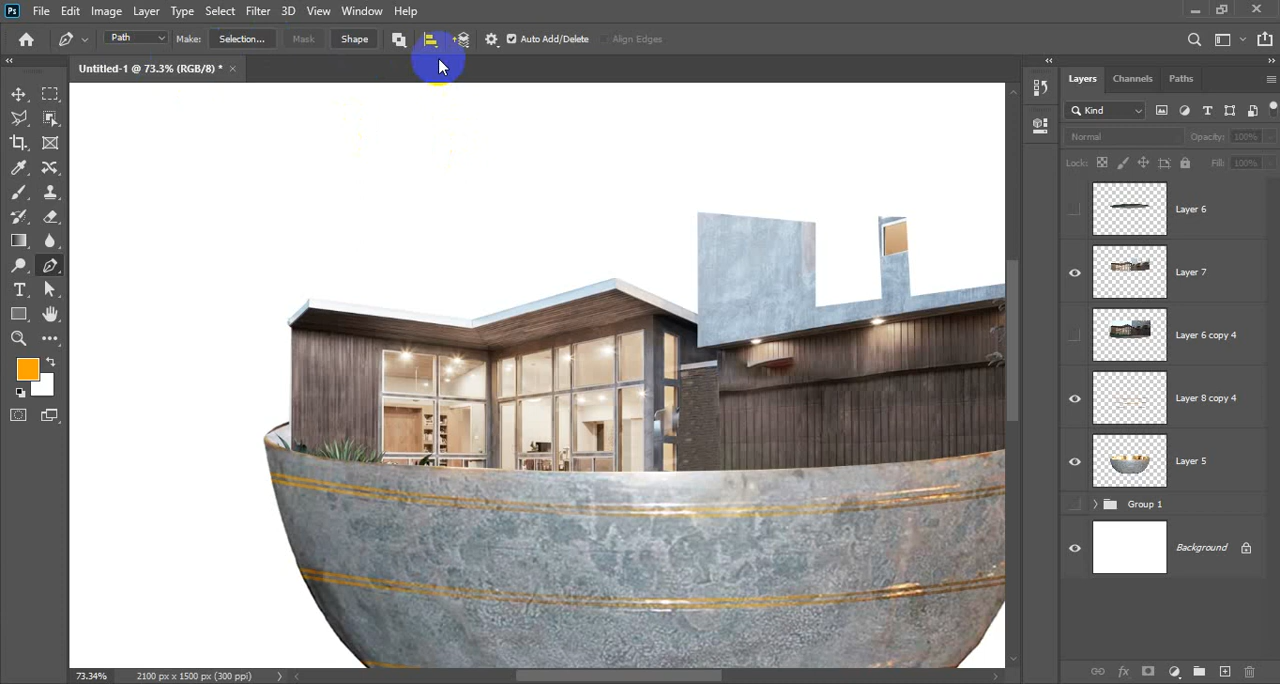 Ps File Edit Image Layer Type Select Filter 3D View Window Help
Path Make: Selection... Mask Shape Auto Add/Delete Align Edges
Untitled-1 @ 73.3% (RGB/8) *
Layers Channels Paths
Kind
Normal Opacity: 100%
Lock: Fill: 100%
Layer 6
Layer 7
Layer 6 copy 4
Layer 8 copy 4
Layer 5
Group 1
Background
73.34% 2100 px x 1500 px (300 ppi)